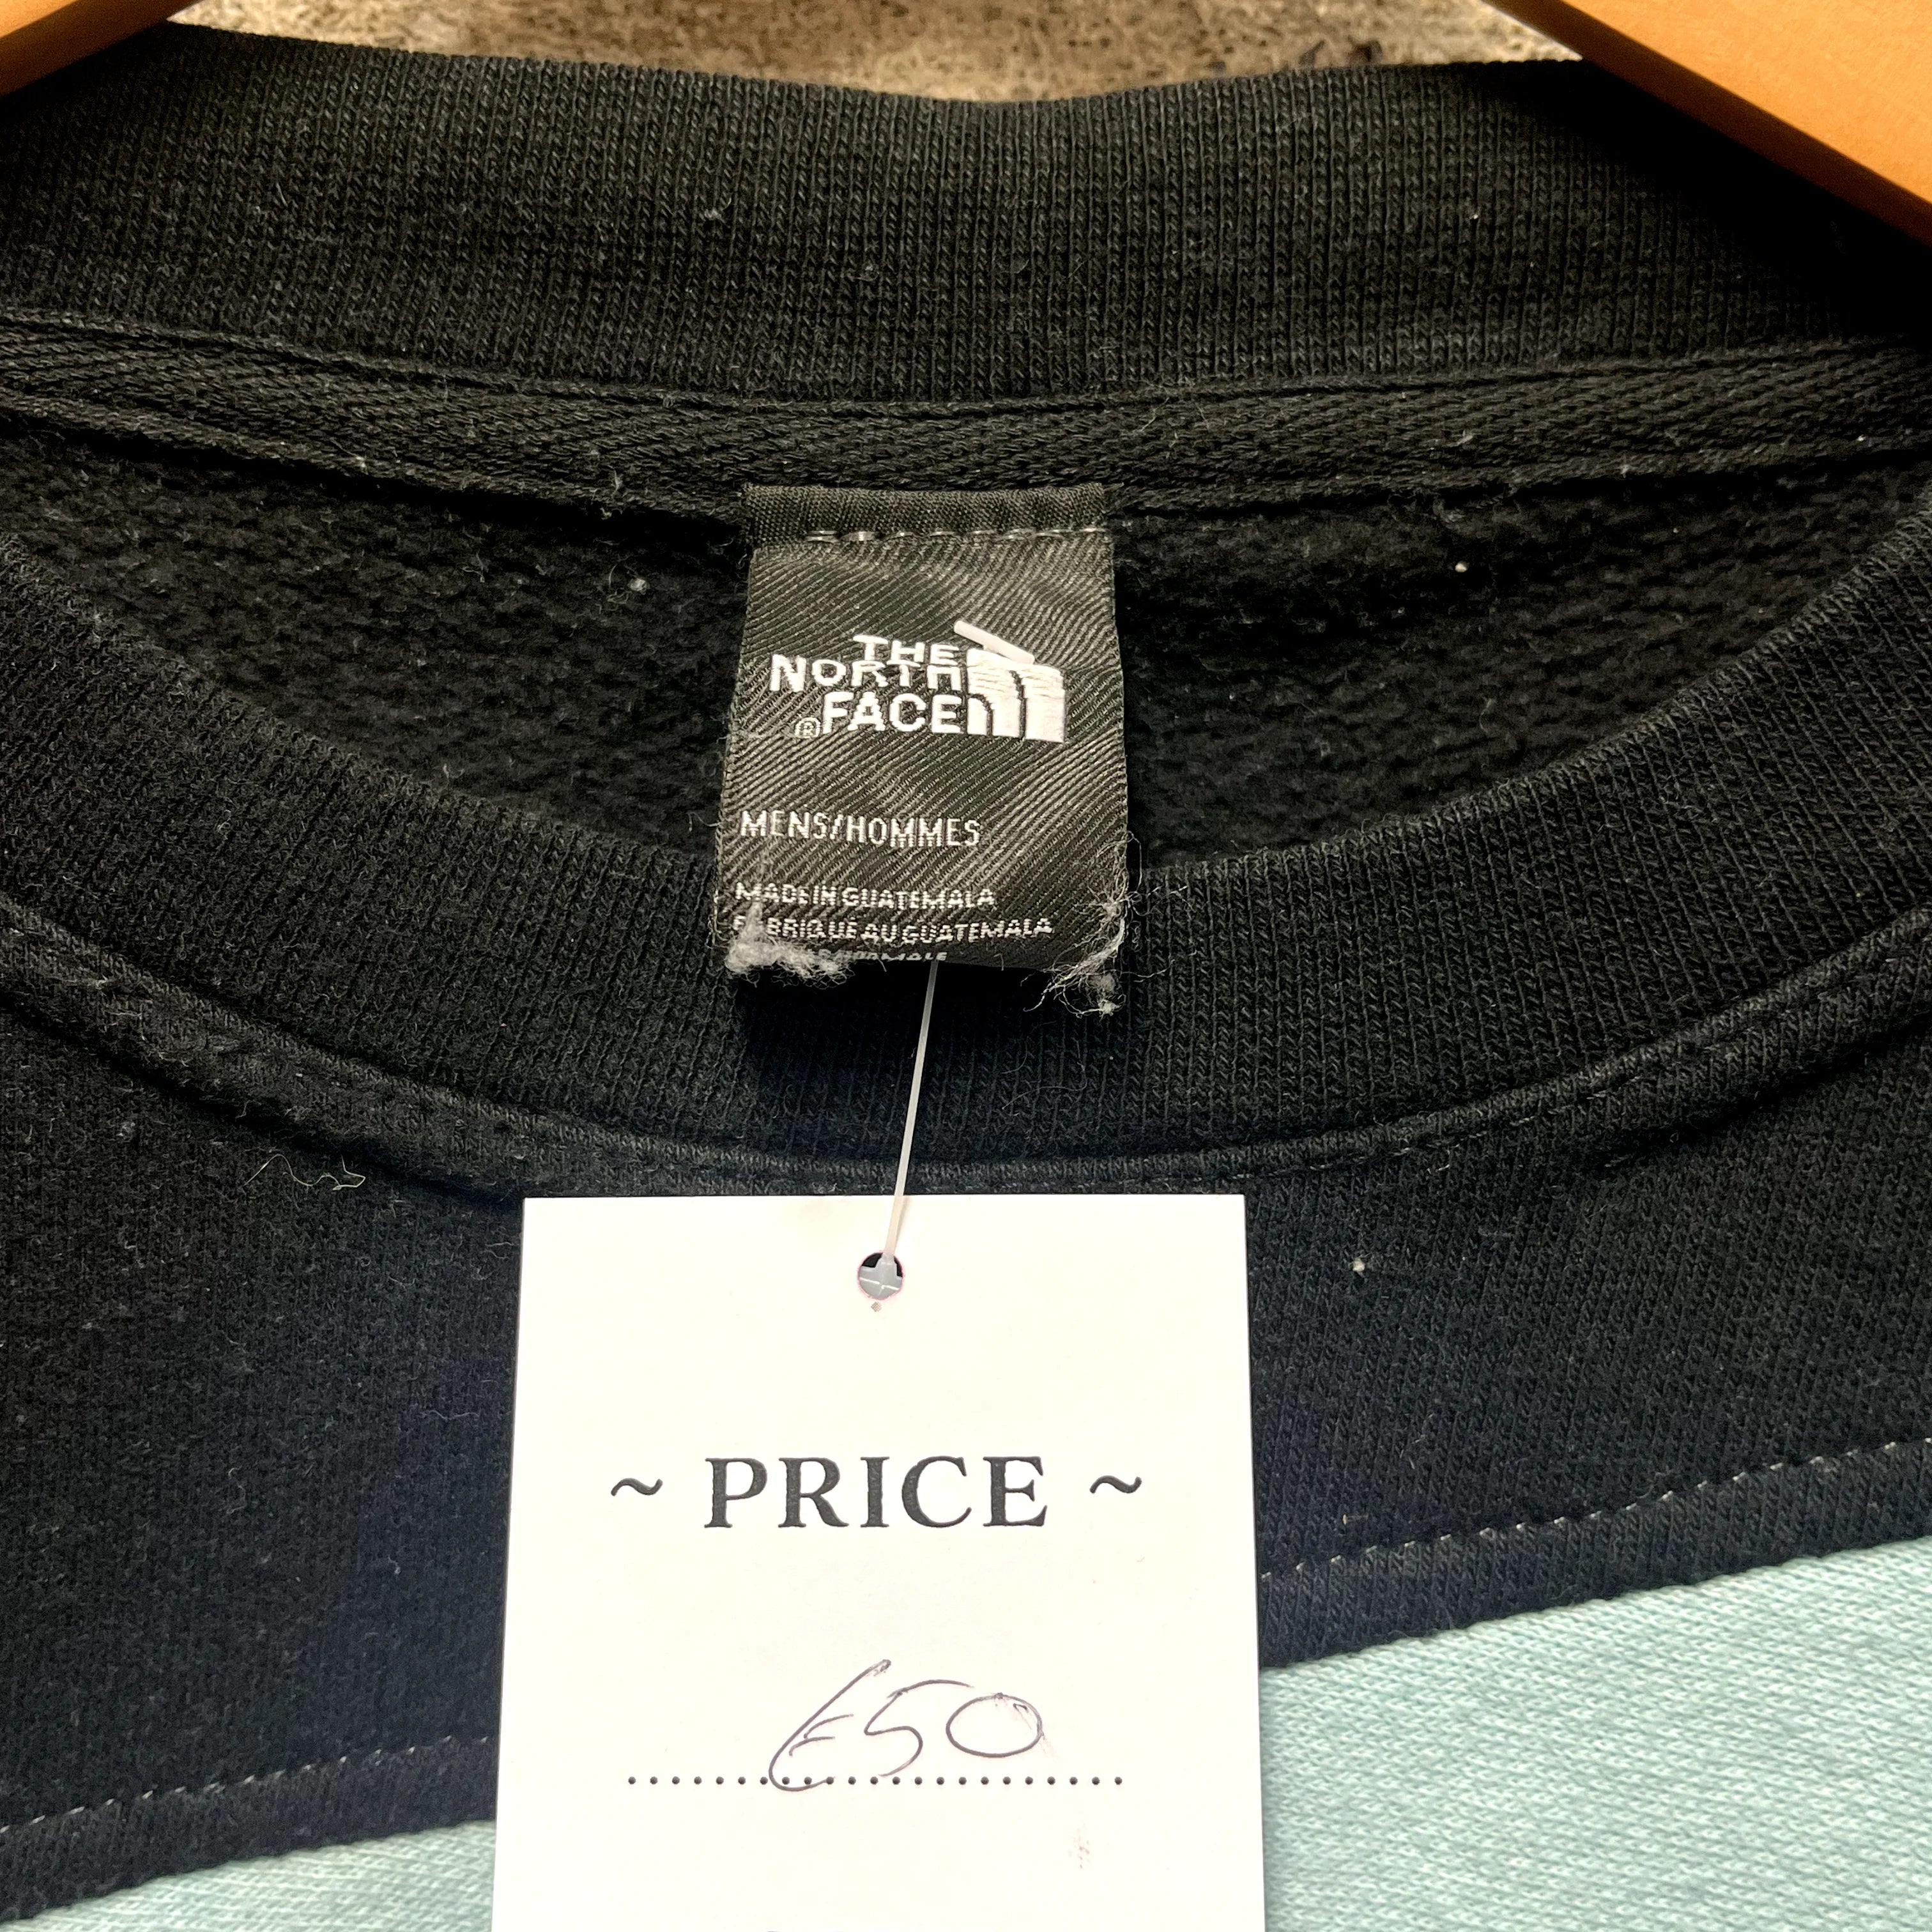 THE
NORTH
®FACE
MENS/HOMMES
MADE IN GUATEMALA
FABRIQUE AU GUATEMALA
~ PRICE ~
£50